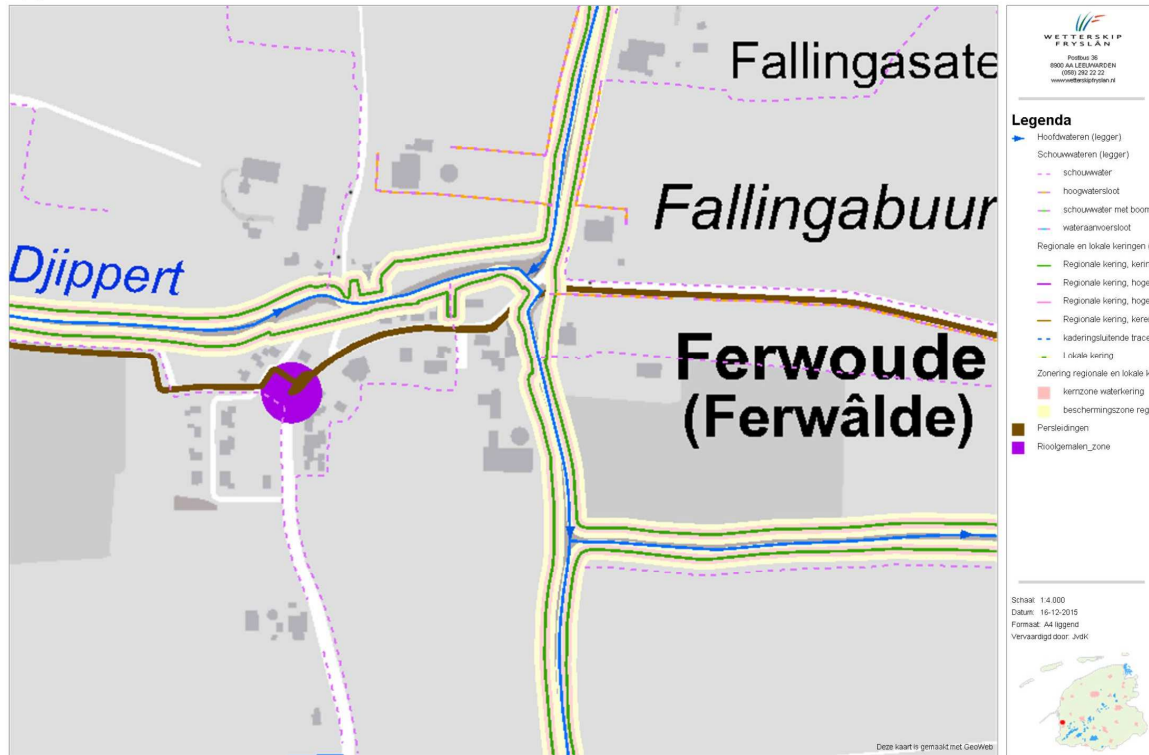 Fallingasate
Fallingabuur
Djippert
Ferwoude
(Ferwâlde)
Deze kaart is gemaakt met GeoWeb
WETTERSKIP
FRYSLÂN
Postbus 36
8900 AA LEEUWARDEN
(058) 292 22 22
www.wetterskipfryslan.nl
Legenda
Hoofdwateren (legger)
Schouwwateren (legger)
schouwwater
hoogwatersloot
schouwwater met boom
wateraanvoersloot
Regionale en lokale keringen (
Regionale kering, kerin
Regionale kering, hoge
Regionale kering, hoge
Regionale kering, keren
kaderingsluitende trace
Lokale kering
Zonering regionale en lokale k
kernzone waterkering
beschermingszone reg
Persleidingen
Rioolgemalen_zone
Schaal: 1:4.000
Datum: 16-12-2015
Formaat: A4 liggend
Vervaardigd door: JvdK